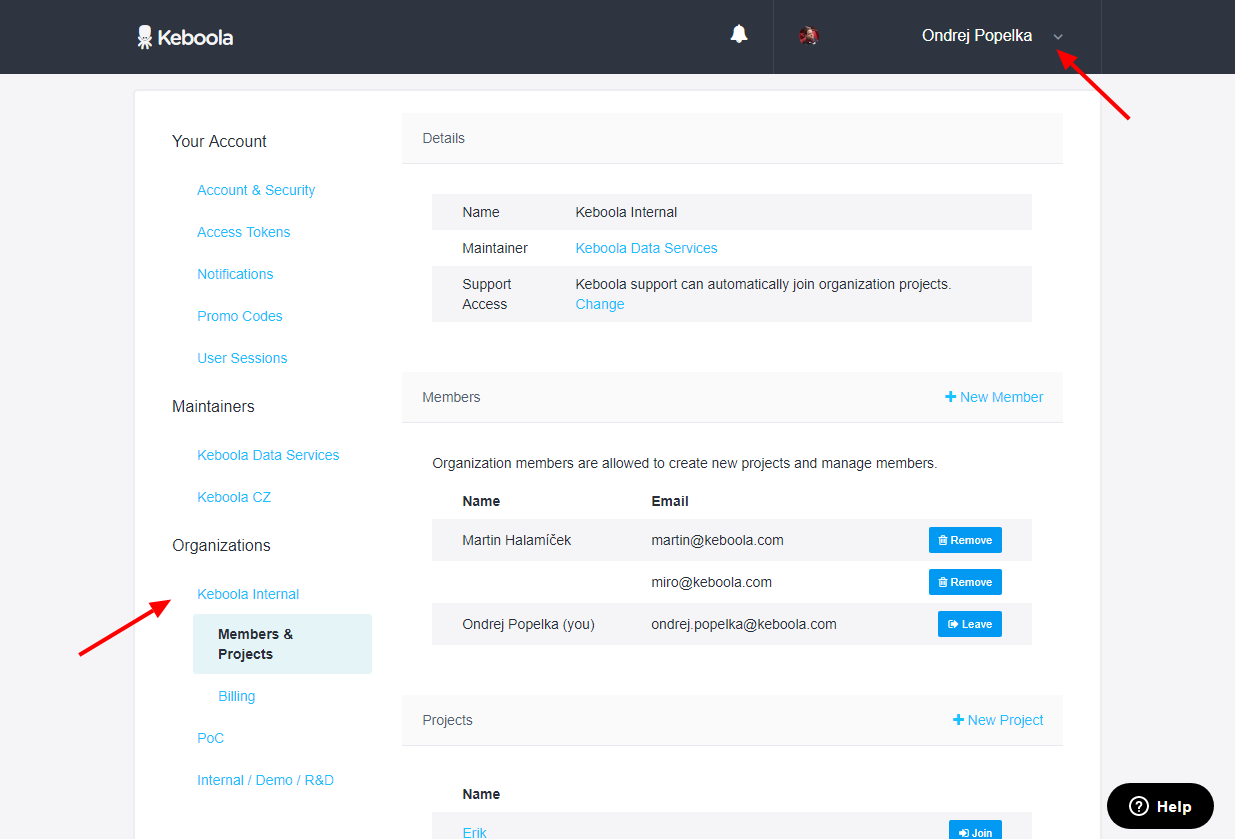 Keboola
Ondrej Popelka
Your Account
Account & Security
Access Tokens
Notifications
Promo Codes
User Sessions
Maintainers
Keboola Data Services
Keboola CZ
Organizations
Keboola Internal
Members &
Projects
Billing
PoC
Internal / Demo / R&D
Details
Name Keboola Internal
Maintainer Keboola Data Services
Support Keboola support can automatically join organization projects.
Access Change
Members New Member
Organization members are allowed to create new projects and manage members.
Name Email
Martin Halamíček martin@keboola.com Remove
miro@keboola.com Remove
Ondrej Popelka (you) ondrej.popelka@keboola.com Leave
Projects New Project
Name
Erik Join
Help